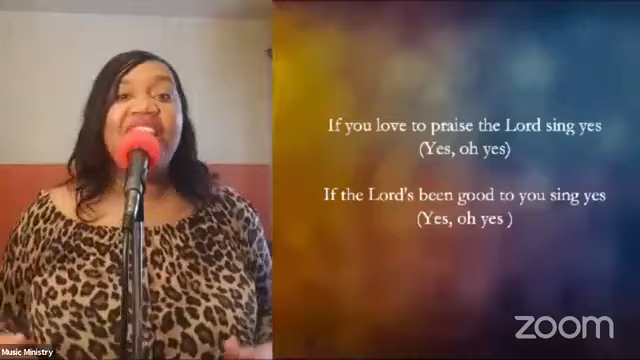 If you love to praise the Lord sing yes
(Yes, oh yes)
If the Lord's been good to you sing yes
(Yes, oh yes )
zoom
Music Ministry